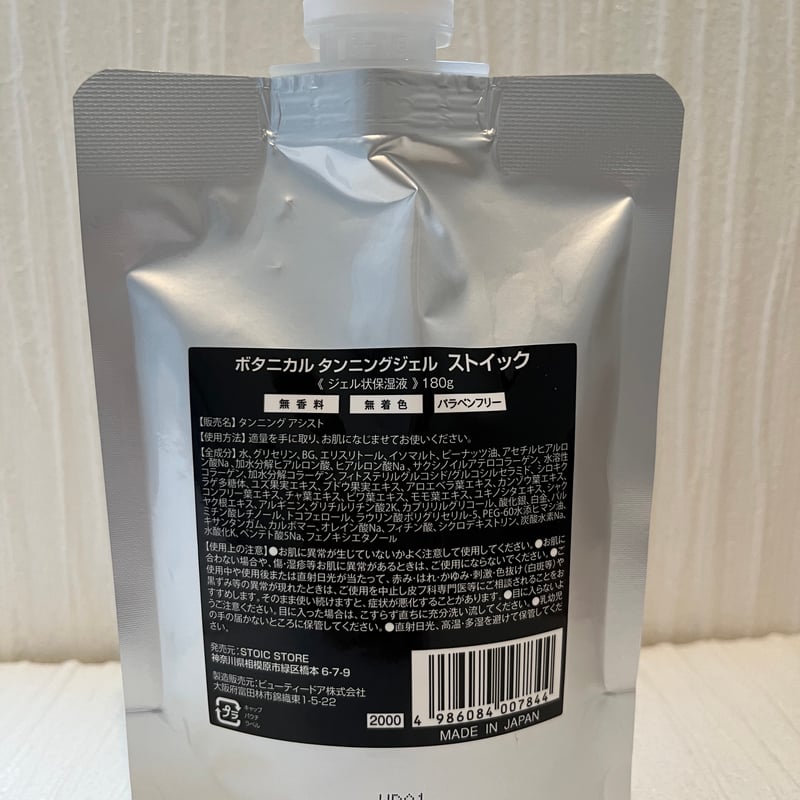 ボタニカル タンニングジェル ストイック
《 ジェル状保湿液 》180g
無香料 無着色 パラベンフリー
【販売名】タンニング アシスト
【使用方法】適量を手に取り、お肌になじませてお使いください。
【全成分】水、グリセリン、BG、エリスリトール、イソマルト、ピーナッツ油、アセチルヒアルロ
ン酸Na、加水分解ヒアルロン酸、ヒアルロン酸Na、サクシノイルアテロコラーゲン、水溶性
コラーゲン、加水分解コラーゲン、フィトステリルグルコシド/グルコシルセラミド、シロキク
ラゲ多糖体、ユズ果実エキス、ブドウ果実エキス、アロエベラ葉エキス、カンゾウ葉エキス、
クコンフリー葉エキス、チャ葉エキス、ビワ葉エキス、モモ葉エキス、ユキノシタエキス、シャク
ヤク根エキス、アルギニン、グリチルリチン酸2K、カプリリルグリコール、酸化銀、白金、パル
ミチン酸レチノール、トコフェロール、ラウリン酸ポリグリセリル-5、PEG-60水添ヒマシ油、
キサンタンガム、カルボマー、オレイン酸Na、フィチン酸、シクロデキストリン、炭酸水素Na、
水酸化K、ペンテト酸5Na、フェノキシエタノール
【使用上の注意】●お肌に異常が生じていないかよく注意して使用してください。●お肌に
合わない場合や、傷・湿疹等お肌に異常があるときは、ご使用にならないでください。●ご
使用中や使用後または直射日光が当たって、赤み・はれ・かゆみ・刺激・色抜け(白斑等)や
黒ずみ等の異常が現れたときは、ご使用を中止し皮フ科専門医等にご相談されることをお
すすめします。そのまま使い続けますと、症状が悪化することがあります。●目に入らないよ
うご注意ください。目に入った場合は、こすらず直ちに充分洗い流してください。●乳幼児
の手の届かないところに保管してください。●直射日光、高温・多湿を避けて保管してくだ
さい。
発売元:STOIC STORE
神奈川県相模原市緑区橋本 6-7-9
製造販売元:ビューティードア株式会社
大阪府富田林市錦織東1-5-22
プラ
キャップ
パウチ
ラベル
2000
4 986084 007844
MADE IN JAPAN